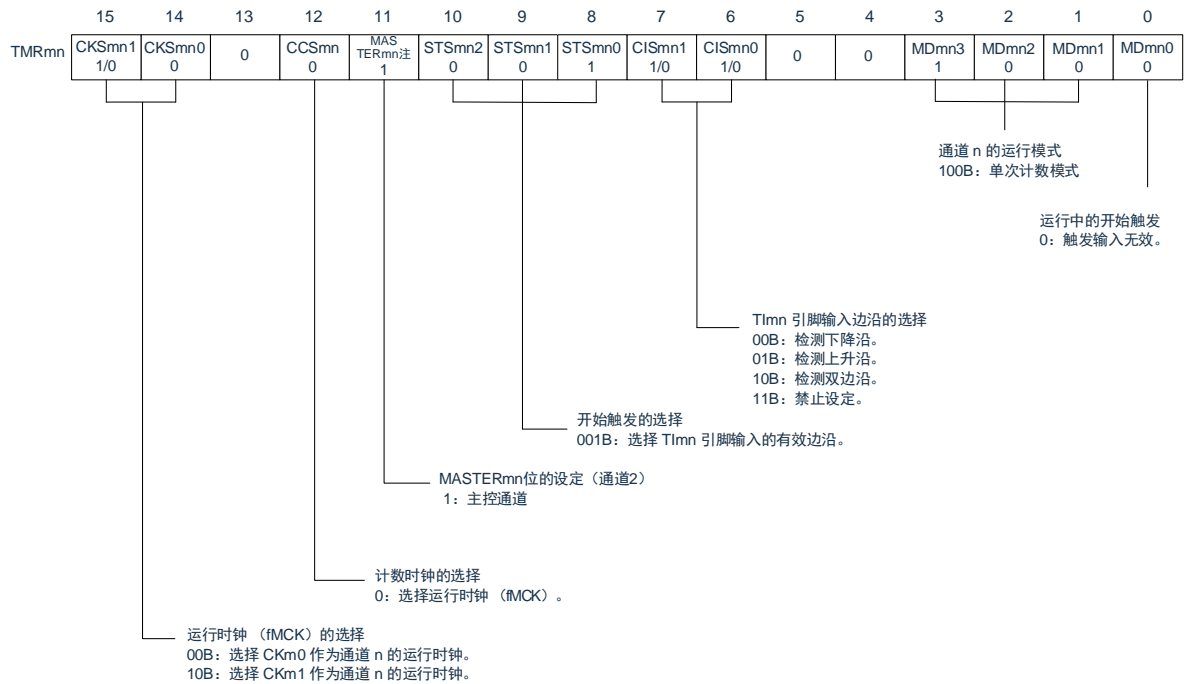 15 14 13 12 11 10 9 8 7 6 5 4 3 2 1 0
TMRmn
CKSmn1 CKSmn0 0 CCSmn MAS STSmn2 STSmn1 STSmn0 CISmn1 CISmn0 0 0 MDmn3 MDmn2 MDmn1 MDmn0
TERmn注
1/0 0 0 1 0 0 1 1/0 1/0 1 0 0 0
通道 n 的运行模式
100B：单次计数模式
运行中的开始触发
0：触发输入无效。
TImn 引脚输入边沿的选择
00B：检测下降沿。
01B：检测上升沿。
10B：检测双边沿。
11B：禁止设定。
开始触发的选择
001B：选择 TImn 引脚输入的有效边沿。
MASTERmn位的设定（通道2）
1：主控通道
计数时钟的选择
0：选择运行时钟 （fMCK）。
运行时钟 （fMCK）的选择
00B：选择 CKm0 作为通道 n 的运行时钟。
10B：选择 CKm1 作为通道 n 的运行时钟。